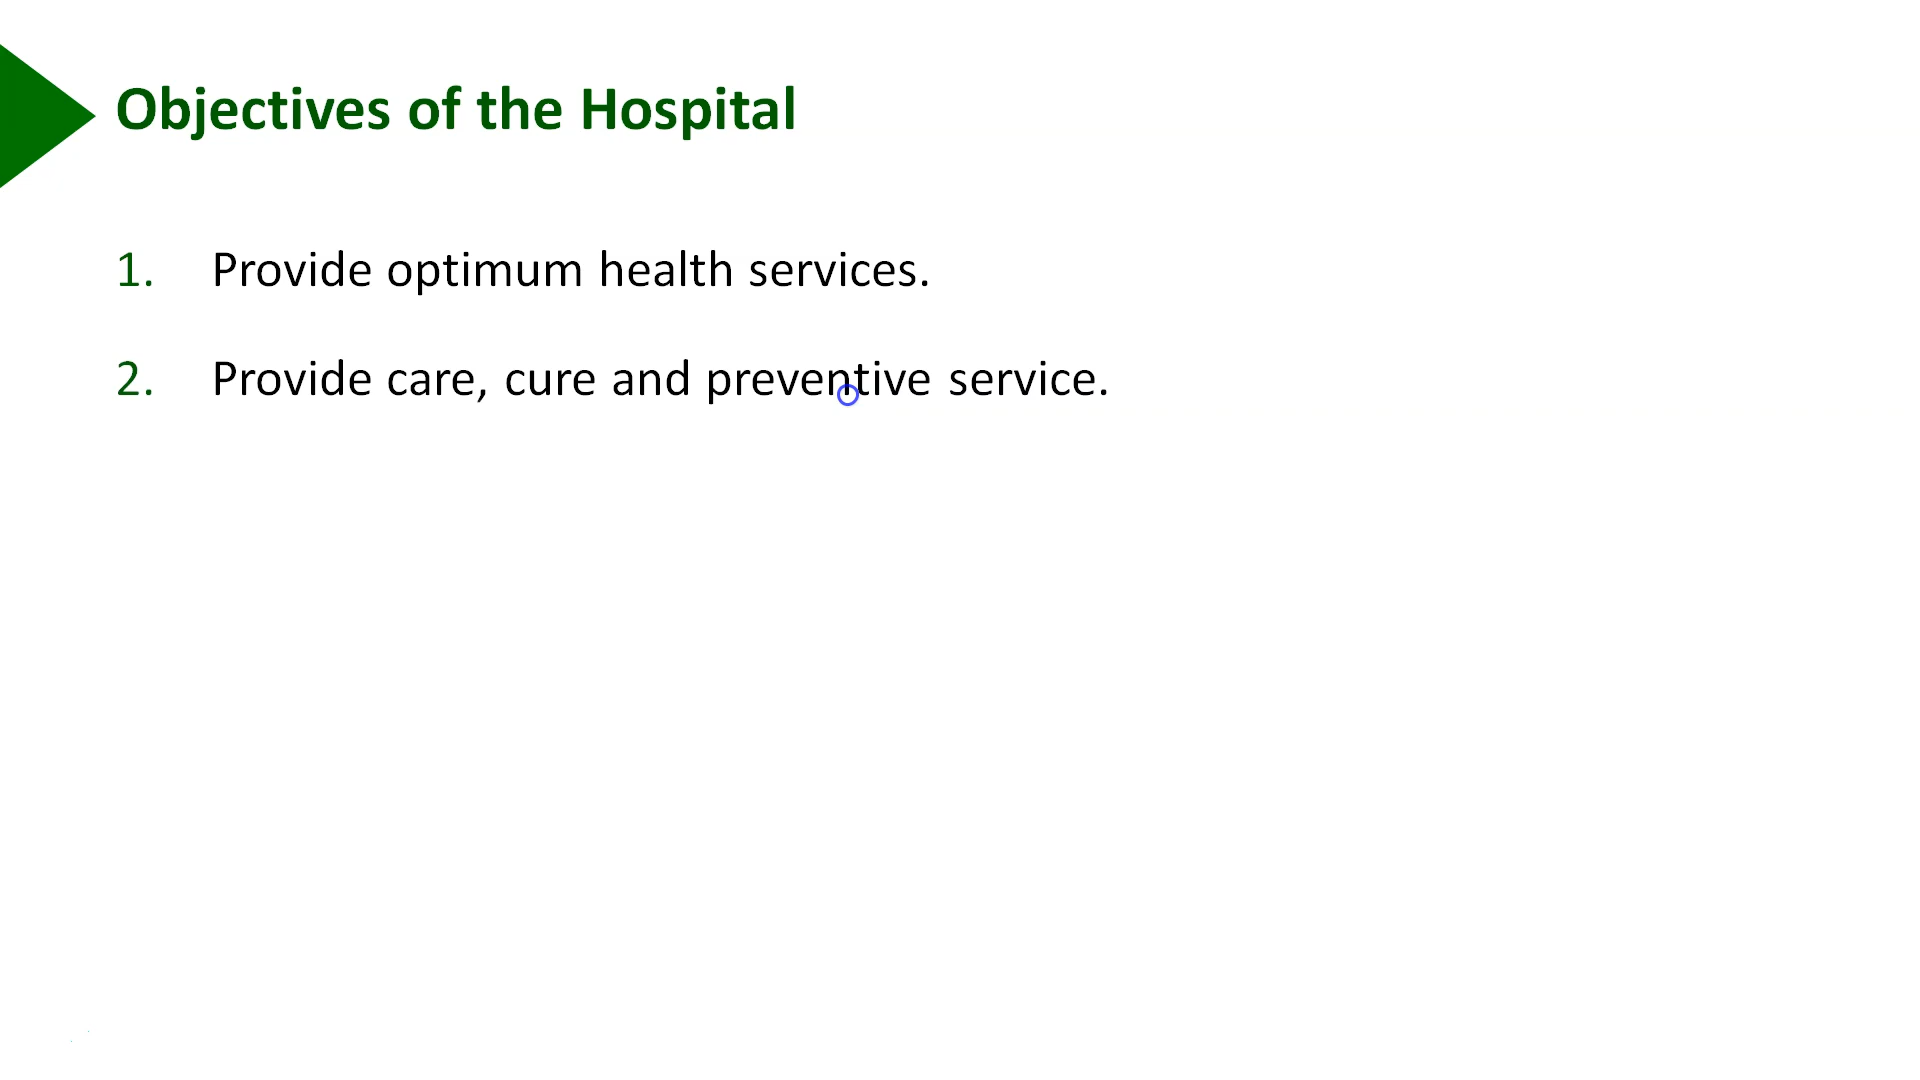 Objectives of the Hospital
1. Provide optimum health services.
2. Provide care, cure and preventive service.